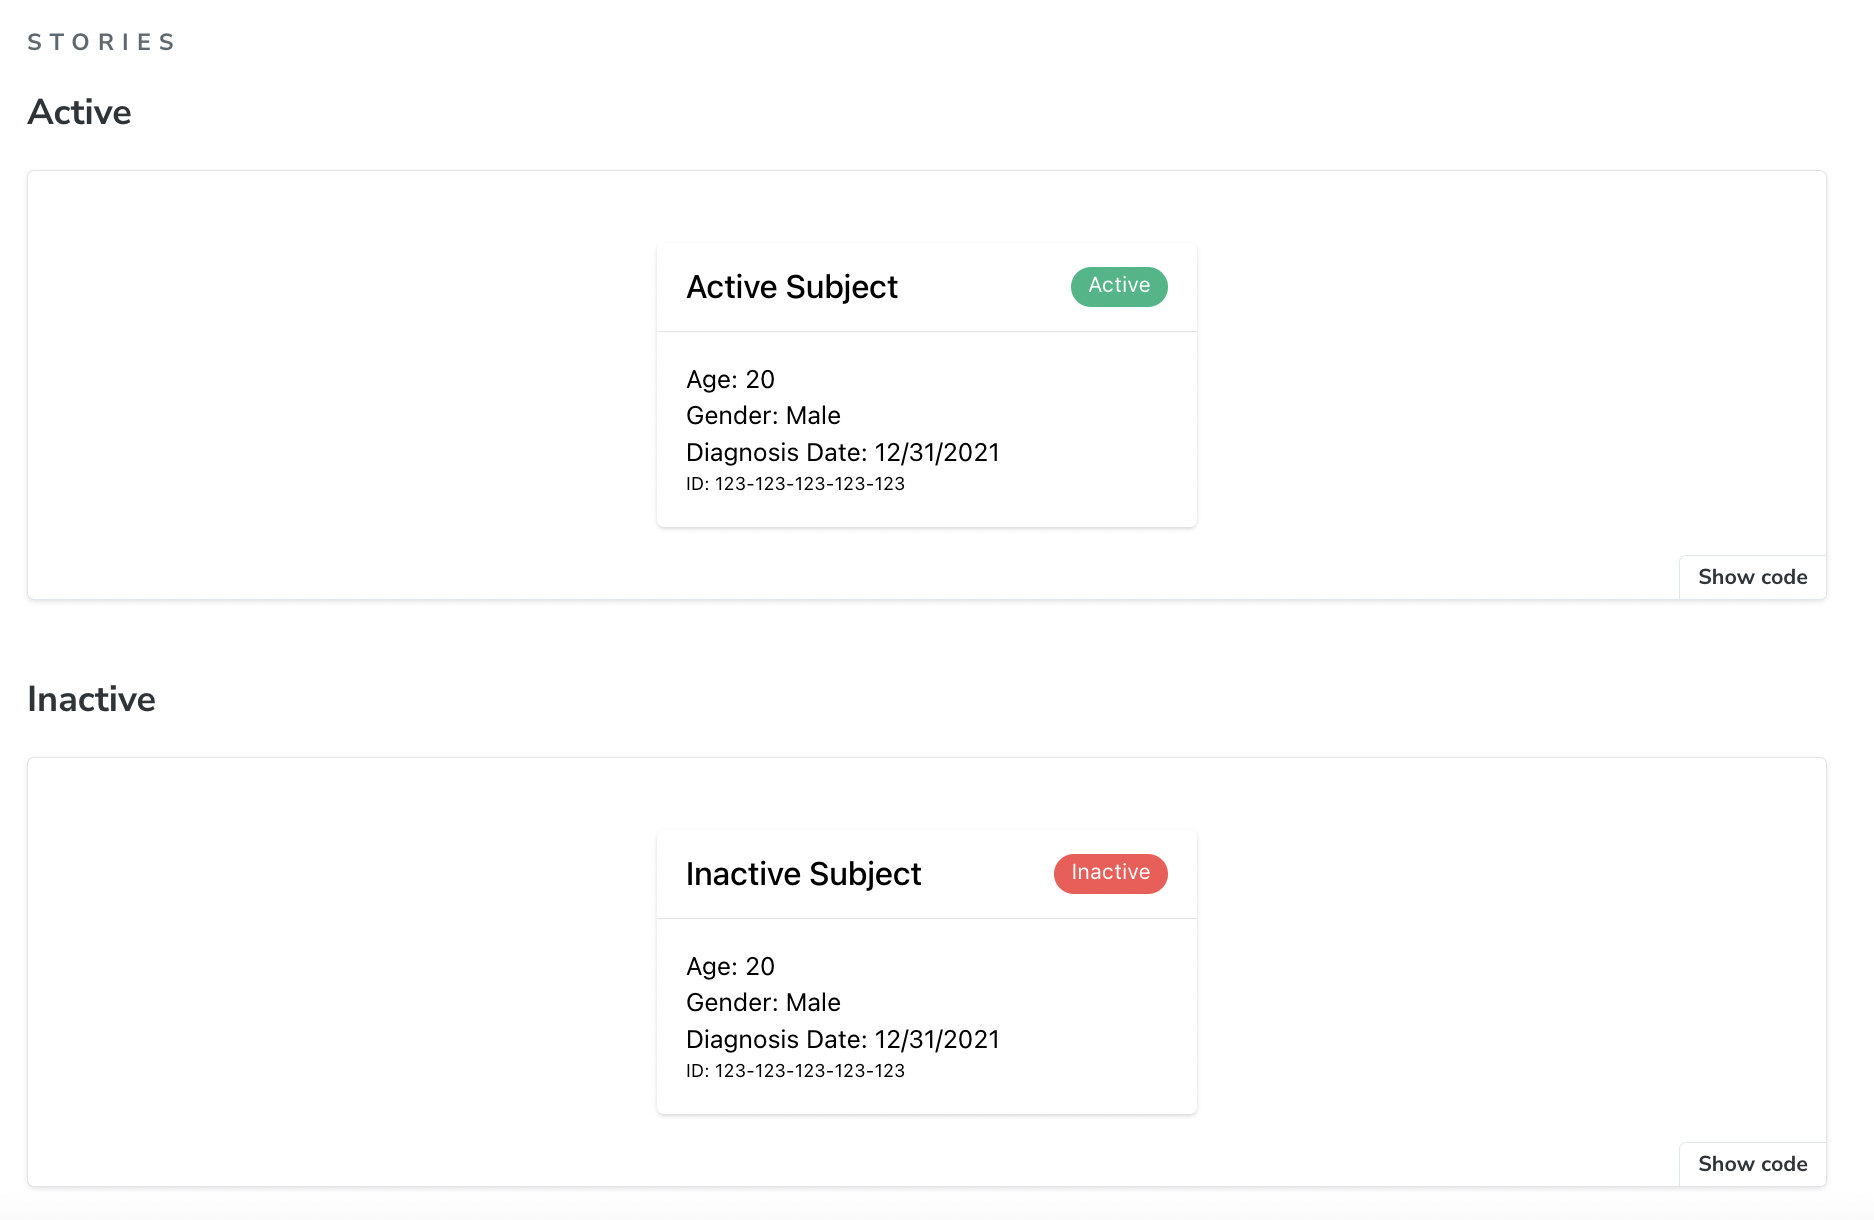 STORIES
Active
Active Subject
Active
Age: 20
Gender: Male
Diagnosis Date: 12/31/2021
ID: 123-123-123-123-123
Show code
Inactive
Inactive Subject
Inactive
Age: 20
Gender: Male
Diagnosis Date: 12/31/2021
ID: 123-123-123-123-123
Show code